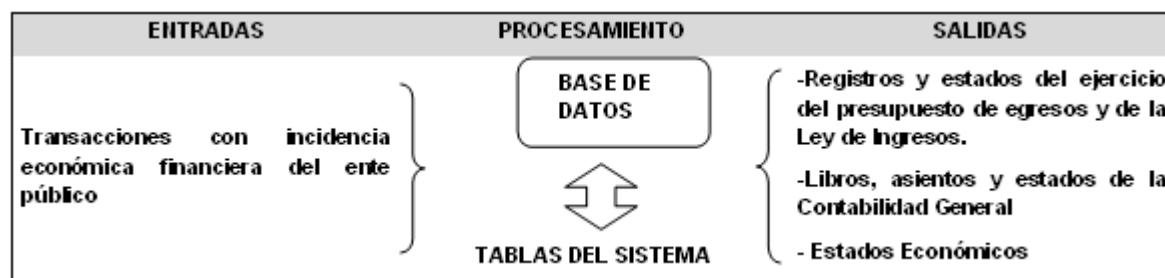 ENTRADAS
PROCESAMIENTO
SALIDAS
Transacciones con incidencia
económica financiera del ente
público
BASE DE
DATOS
TABLAS DEL SISTEMA
-Registros y estados del ejercicio
del presupuesto de egresos y de la
Ley de Ingresos.
-Libros, asientos y estados de la
Contabilidad General
- Estados Económicos